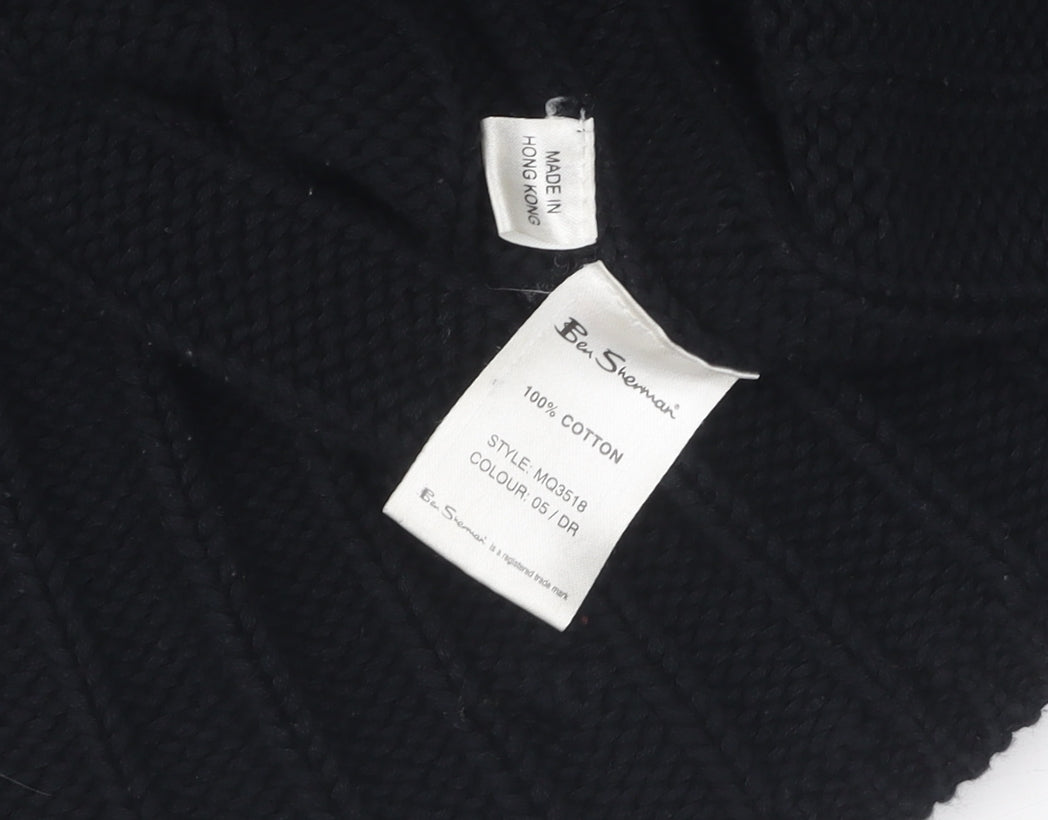 MADE IN
HONG KONG
Ben Sherman
100% COTTON
STYLE: MQ3518
COLOUR: 05 / DR
Ben Sherman is a registered trade mark